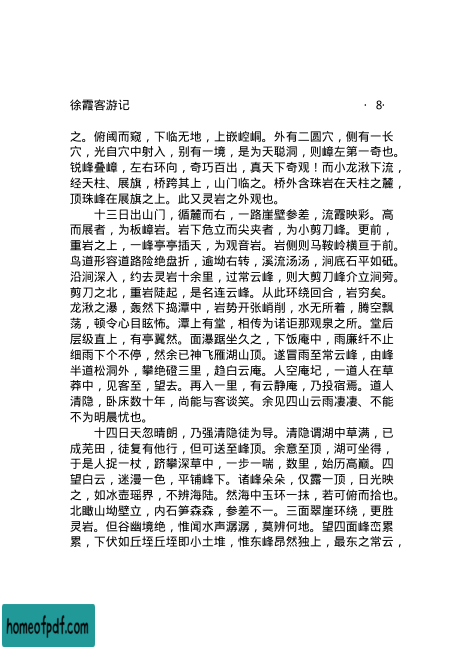 徐霞客游记
· 8·
之。俯阈而窥，下临无地，上嵌崆峒。外有二圆穴，侧有一长
穴，光自穴中射入，别有一境，是为天聪洞，则嶂左第一奇也。
锐峰叠嶂，左右环向，奇巧百出，真天下奇观！而小龙湫下流，
经天柱、展旗，桥跨其上，山门临之。桥外含珠岩在天柱之麓，
顶珠峰在展旗之上。此又灵岩之外观也。
十三日出山门，循麓而右，一路崖壁参差，流霞映彩。高
而展者，为板嶂岩。岩下危立而尖夹者，为小剪刀峰。更前，
重岩之上，一峰亭亭插天，为观音岩。岩侧则马鞍岭横亘于前。
鸟道形容道路险绝盘折，逾坳右转，溪流汤汤，涧底石平如砥。
沿涧深入，约去灵岩十余里，过常云峰，则大剪刀峰介立涧旁。
剪刀之北，重岩陡起，是名连云峰。从此环绕回合，岩穷矣。
龙湫之瀑，轰然下捣潭中，岩势开张峭削，水无所着，腾空飘
荡，顿令心目眩怖。潭上有堂，相传为诺讵那观泉之所。堂后
层级直上，有亭翼然。面瀑踞坐久之，下饭庵中，雨廉纤不止
细雨下个不停，然余已神飞雁湖山顶。遂冒雨至常云峰，由峰
半道松洞外，攀绝磴三里，趋白云庵。人空庵圮，一道人在草
莽中，见客至，望去。再入一里，有云静庵，乃投宿焉。道人
清隐，卧床数十年，尚能与客谈笑。余见四山云雨凄凄、不能
不为明晨忧也。
十四日天忽晴朗，乃强清隐徒为导。清隐谓湖中草满，已
成芜田，徒复有他行，但可送至峰顶。余意至顶，湖可坐得，
于是人捉一杖，跻攀深草中，一步一喘，数里，始历高巅。四
望白云，迷漫一色，平铺峰下。诸峰朵朵，仅露一顶，日光映
之，如冰壶瑶界，不辨海陆。然海中玉环一抹，若可俯而拾也。
北瞰山坳壁立，内石笋森森，参差不一。三面翠崖环绕，更胜
灵岩。但谷幽境绝，惟闻水声潺潺，莫辨何地。望四面峰峦累
累，下伏如丘垤丘垤即小土堆，惟东峰昂然独上，最东之常云，
homeofpdf.com